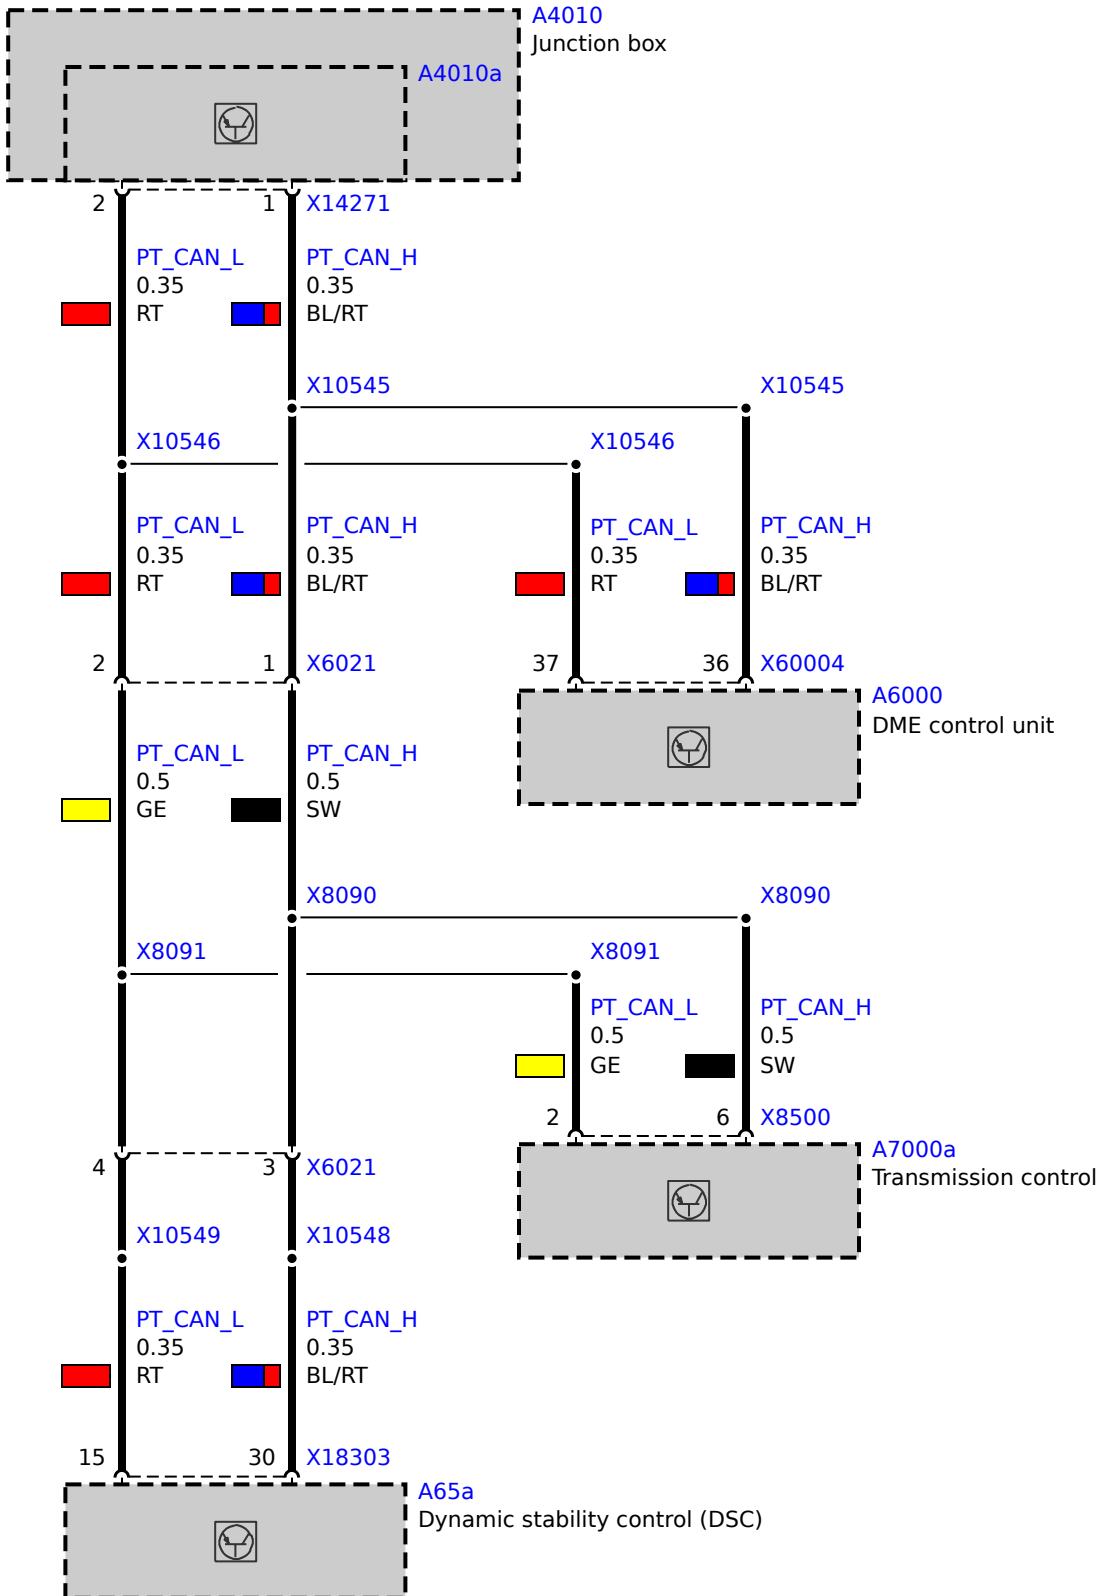 A4010
Junction box
A4010a
2 1 X14271
PT_CAN_L PT_CAN_H
0.35 0.35
RT BL/RT
X10545 X10545
X10546 X10546
PT_CAN_L PT_CAN_H PT_CAN_L PT_CAN_H
0.35 0.35 0.35 0.35
RT BL/RT RT BL/RT
2 1 X6021 37 36 X60004
A6000
DME control unit
PT_CAN_L PT_CAN_H
0.5 0.5
GE SW
X8090 X8090
X8091 X8091
PT_CAN_L PT_CAN_H
0.5 0.5
GE SW
2 6 X8500
A7000a
4 3 X6021 Transmission control
X10549 X10548
PT_CAN_L PT_CAN_H
0.35 0.35
RT BL/RT
15 30 X18303
A65a
Dynamic stability control (DSC)